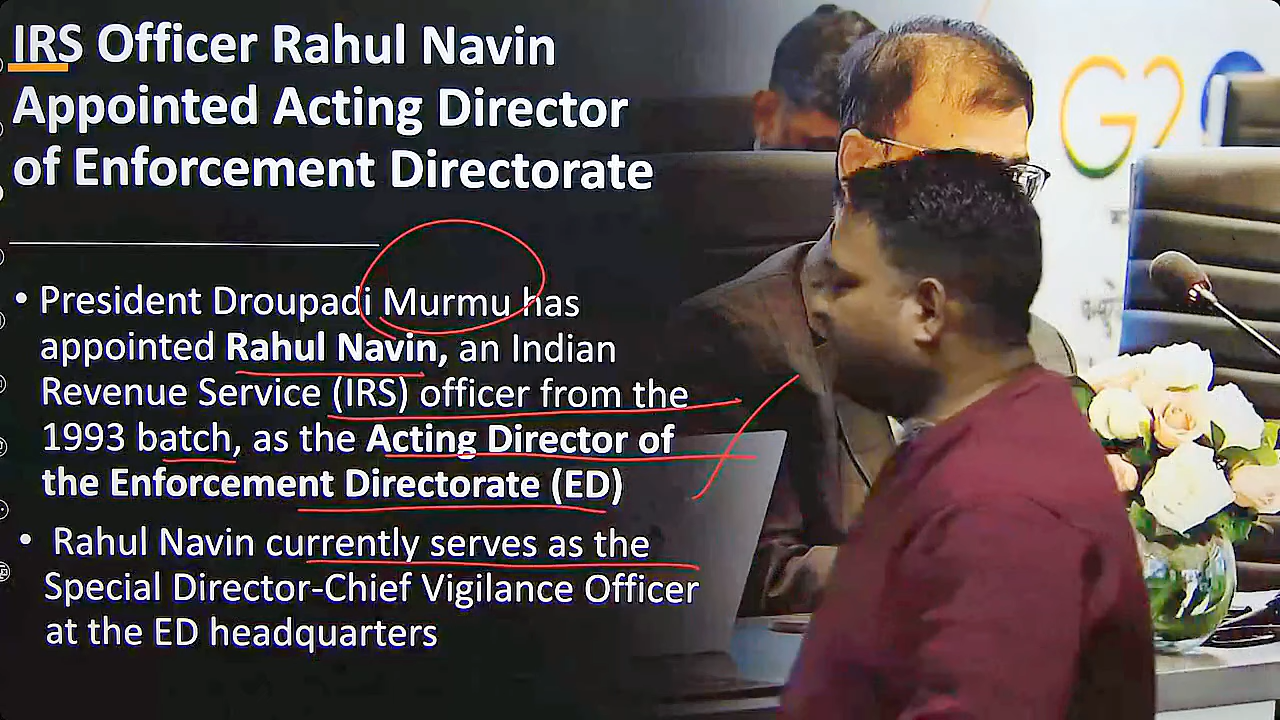 IRS Officer Rahul Navin
Appointed Acting Director
of Enforcement Directorate
• President Droupadi Murmu has
appointed Rahul Navin, an Indian
Revenue Service (IRS) officer from the
1993 batch, as the Acting Director of
the Enforcement Directorate (ED)
• Rahul Navin currently serves as the
Special Director-Chief Vigilance Officer
at the ED headquarters
G20